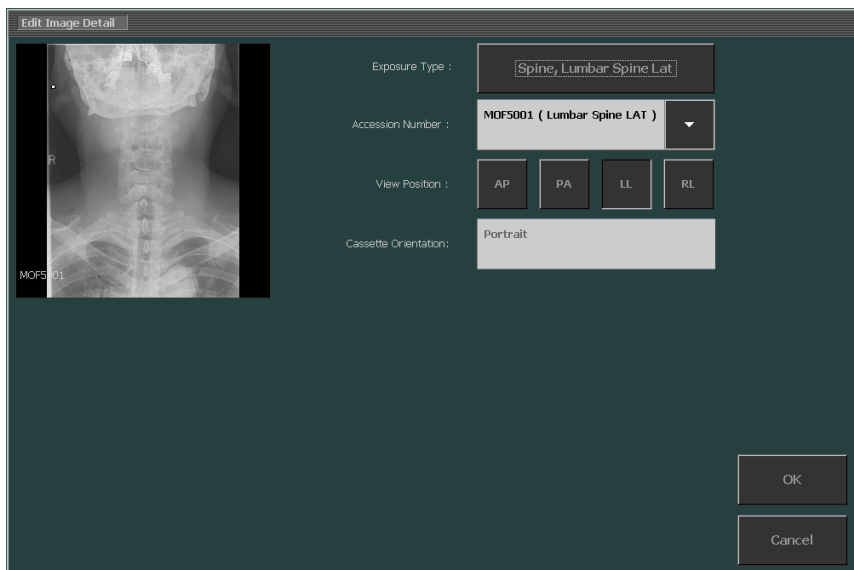 Edit Image Detail
Exposure Type :
Spine, Lumbar Spine Lat
Accession Number :
MOF5001 ( Lumbar Spine LAT )
R
View Position :
AP
PA
LL
RL
Cassette Orientation:
Portrait
MOF5001
OK
Cancel